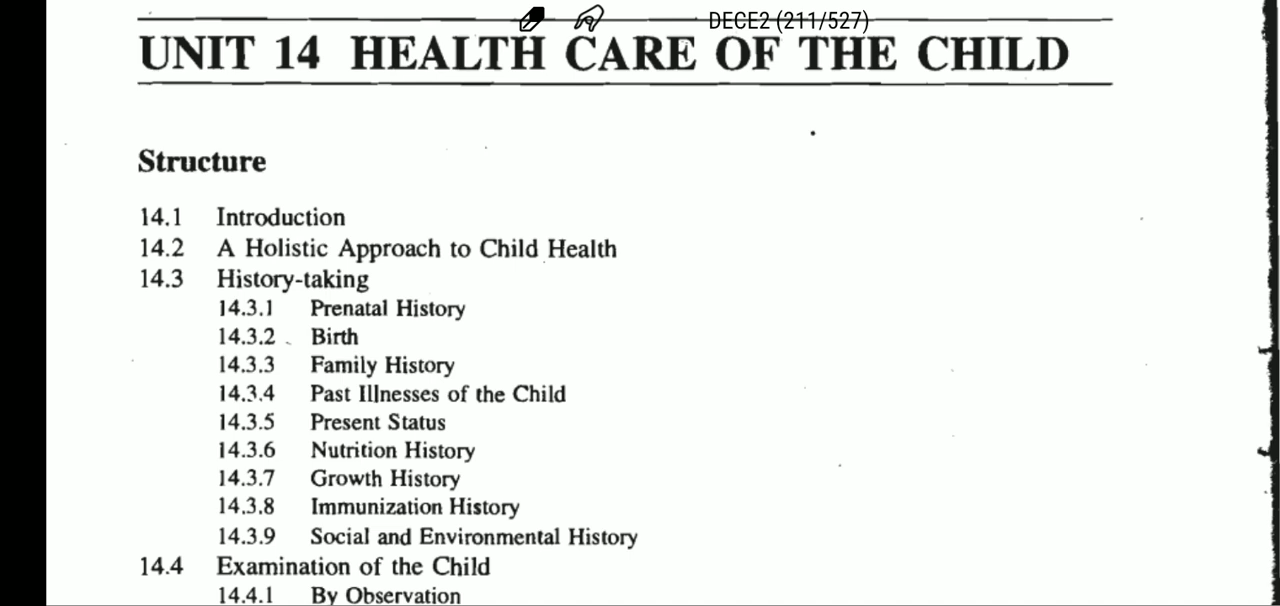 DECE2 (211/527)
UNIT 14 HEALTH CARE OF THE CHILD
Structure
14.1 Introduction
14.2 A Holistic Approach to Child Health
14.3 History-taking
14.3.1 Prenatal History
14.3.2 Birth
14.3.3 Family History
14.3.4 Past Illnesses of the Child
14.3.5 Present Status
14.3.6 Nutrition History
14.3.7 Growth History
14.3.8 Immunization History
14.3.9 Social and Environmental History
14.4 Examination of the Child
14.4.1 By Observation